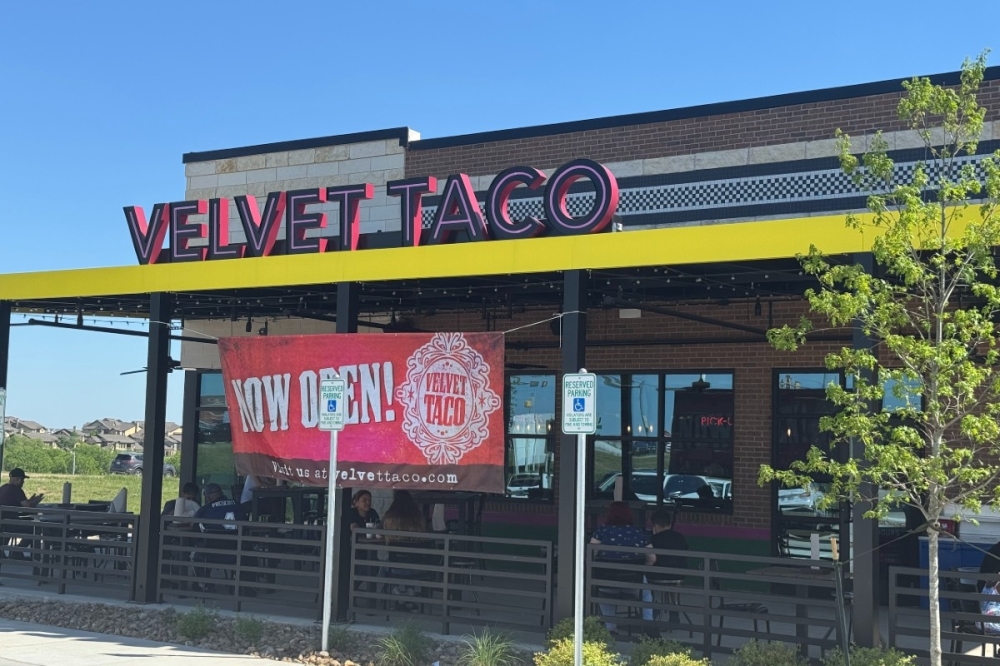 VELVET TACO
NOW OPEN!
VELVET
TACO
Visit us at velvettaco.com
RESERVED
PARKING
RESERVED
PARKING
PICK-U